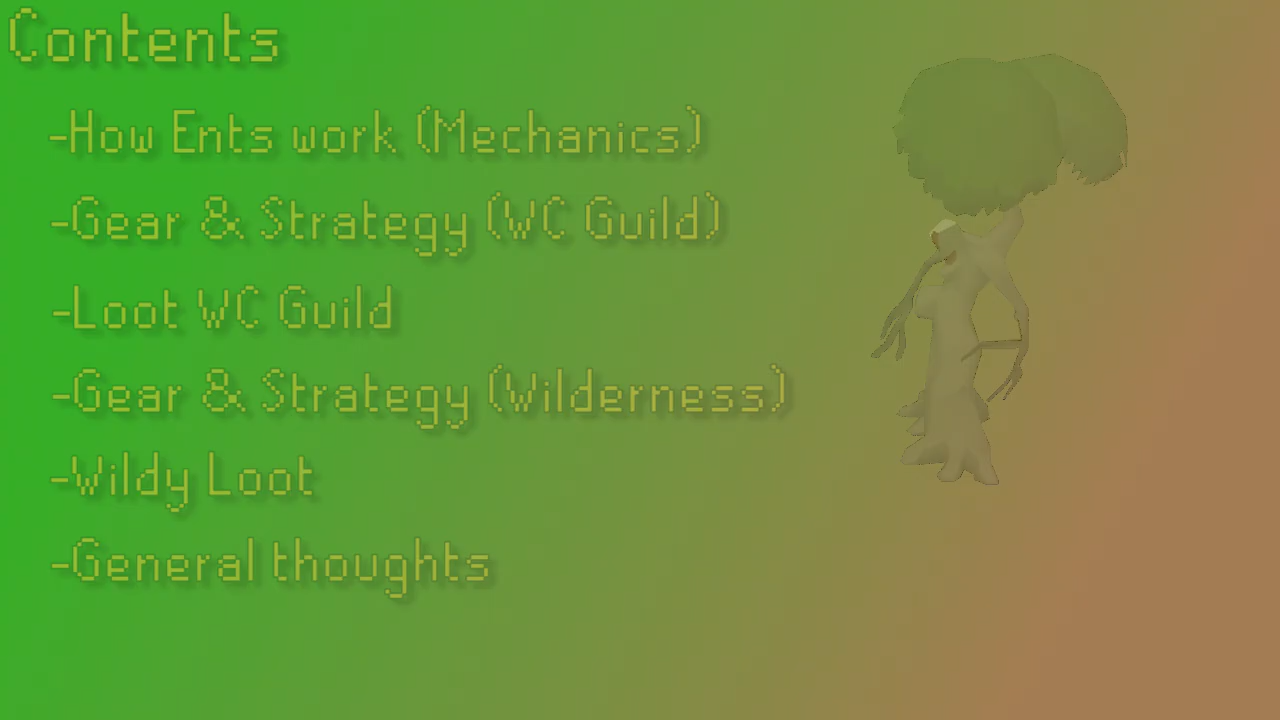 Contents
-How Ents work (Mechanics)
-Gear & Strategy (WC Guild)
-Loot WC Guild
-Gear & Strategy (Wilderness)
-Wildy Loot
-General thoughts